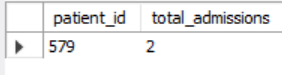 patient_id total_admissions
579 2